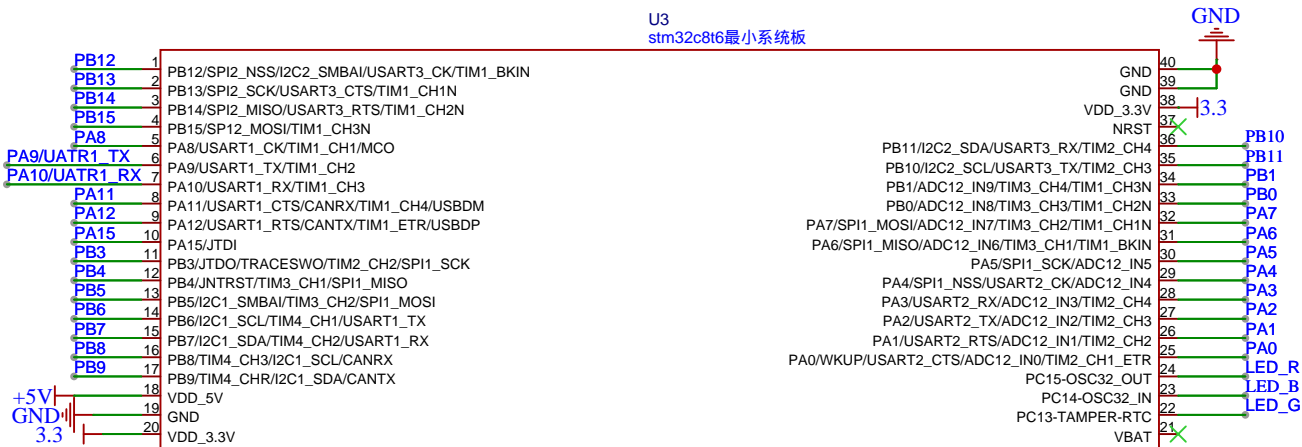 U3
stm32c8t6最小系统板
GND
PB12 1 PB12/SPI2_NSS/I2C2_SMBAI/USART3_CK/TIM1_BKIN
PB13 2 PB13/SPI2_SCK/USART3_CTS/TIM1_CH1N
PB14 3 PB14/SPI2_MISO/USART3_RTS/TIM1_CH2N
PB15 4 PB15/SP12_MOSI/TIM1_CH3N
PA8 5 PA8/USART1_CK/TIM1_CH1/MCO
PA9/UATR1_TX 6 PA9/USART1_TX/TIM1_CH2
PA10/UATR1_RX 7 PA10/USART1_RX/TIM1_CH3
PA11 8 PA11/USART1_CTS/CANRX/TIM1_CH4/USBDM
PA12 9 PA12/USART1_RTS/CANTX/TIM1_ETR/USBDP
PA15 10 PA15/JTDI
PB3 11 PB3/JTDO/TRACESWO/TIM2_CH2/SPI1_SCK
PB4 12 PB4/JNTRST/TIM3_CH1/SPI1_MISO
PB5 13 PB5/I2C1_SMBAI/TIM3_CH2/SPI1_MOSI
PB6 14 PB6/I2C1_SCL/TIM4_CH1/USART1_TX
PB7 15 PB7/I2C1_SDA/TIM4_CH2/USART1_RX
PB8 16 PB8/TIM4_CH3/I2C1_SCL/CANRX
PB9 17 PB9/TIM4_CHR/I2C1_SDA/CANTX
+5V 18 VDD_5V
GND 19 GND
3.3 20 VDD_3.3V
GND 40
GND 39
VDD_3.3V 38 3.3
NRST 37
PB11/I2C2_SDA/USART3_RX/TIM2_CH4 36 PB10
PB10/I2C2_SCL/USART3_TX/TIM2_CH3 35 PB11
PB1/ADC12_IN9/TIM3_CH4/TIM1_CH3N 34 PB1
PB0/ADC12_IN8/TIM3_CH3/TIM1_CH2N 33 PB0
PA7/SPI1_MOSI/ADC12_IN7/TIM3_CH2/TIM1_CH1N 32 PA7
PA6/SPI1_MISO/ADC12_IN6/TIM3_CH1/TIM1_BKIN 31 PA6
PA5/SPI1_SCK/ADC12_IN5 30 PA5
PA4/SPI1_NSS/USART2_CK/ADC12_IN4 29 PA4
PA3/USART2_RX/ADC12_IN3/TIM2_CH4 28 PA3
PA2/USART2_TX/ADC12_IN2/TIM2_CH3 27 PA2
PA1/USART2_RTS/ADC12_IN1/TIM2_CH2 26 PA1
PA0/WKUP/USART2_CTS/ADC12_IN0/TIM2_CH1_ETR 25 PA0
PC15-OSC32_OUT 24 LED_R
PC14-OSC32_IN 23 LED_B
PC13-TAMPER-RTC 22 LED_G
VBAT 21